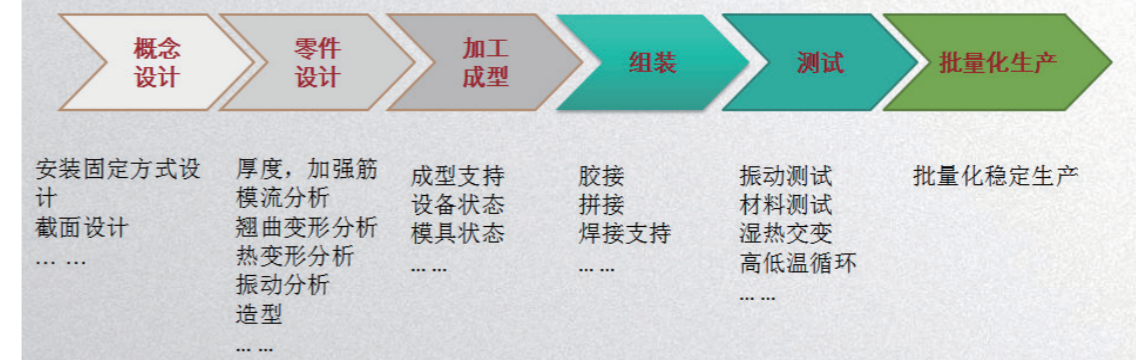 概念
设计
零件
设计
加工
成型
组装
测试
批量化生产
安装固定方式设
计
截面设计
... ...
厚度，加强筋
模流分析
翘曲变形分析
热变形分析
振动分析
造型
... ...
成型支持
设备状态
模具状态
... ...
胶接
拼接
焊接支持
... ...
振动测试
材料测试
湿热交变
高低温循环
... ...
批量化稳定生产